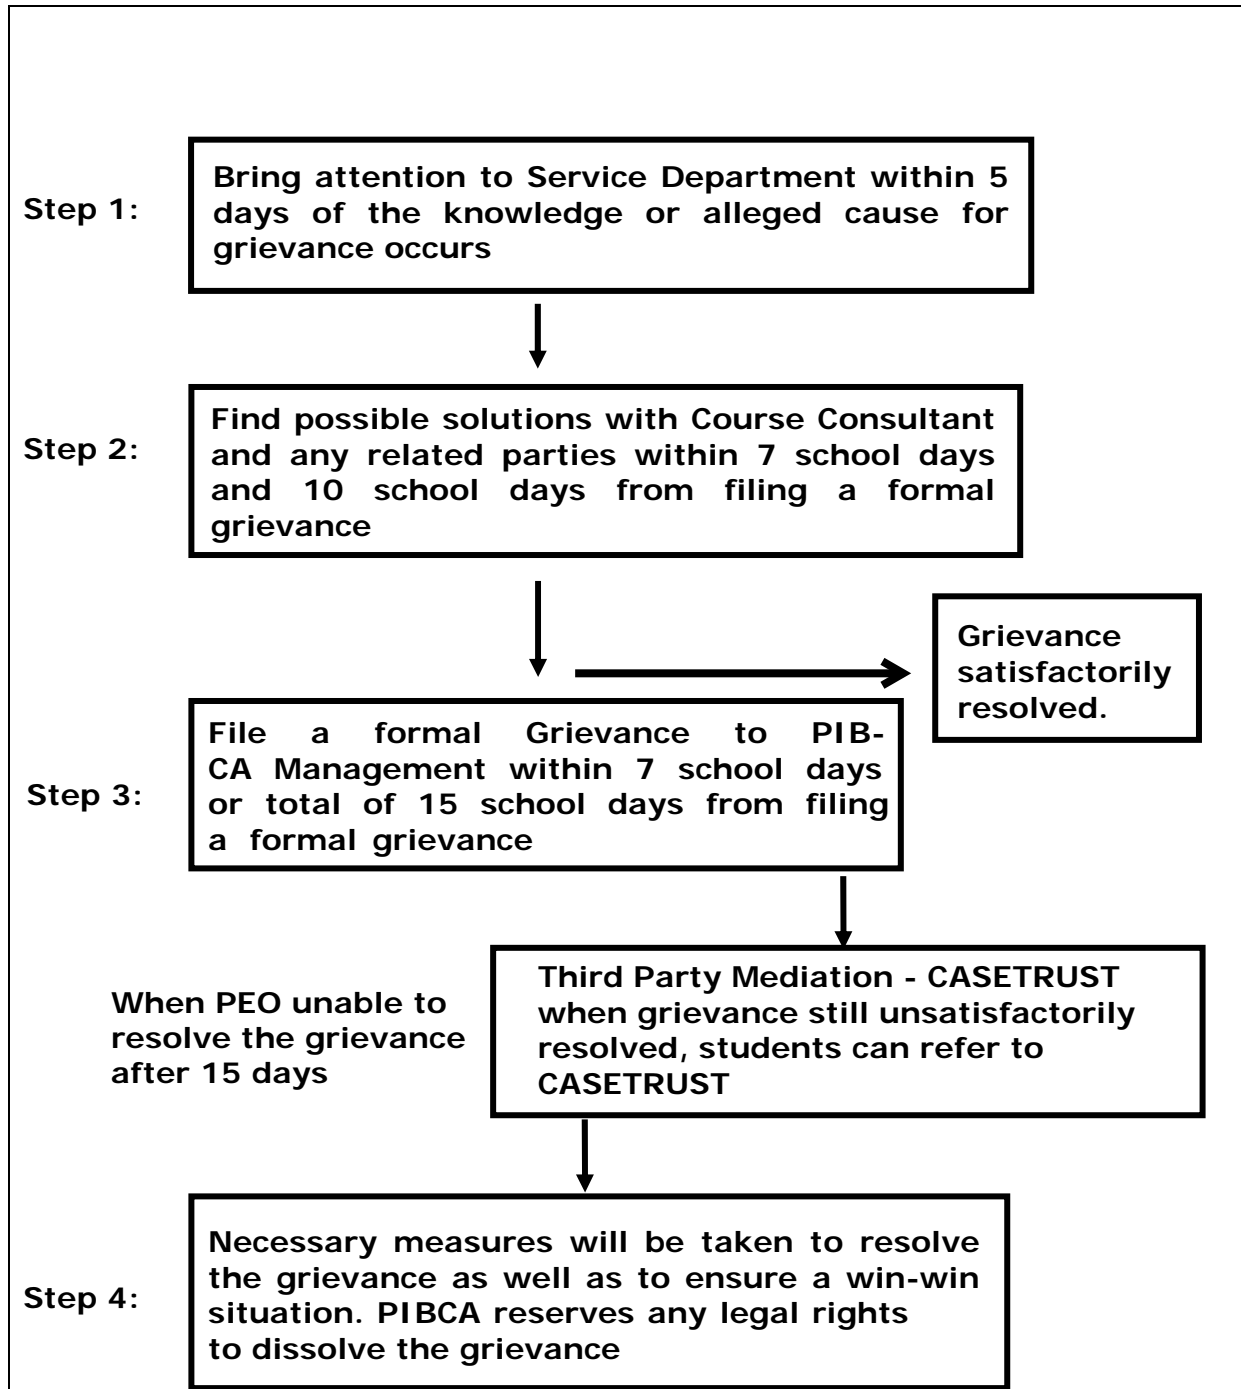 Step 1:
Bring attention to Service Department within 5
days of the knowledge or alleged cause for
grievance occurs
Step 2:
Find possible solutions with Course Consultant
and any related parties within 7 school days
and 10 school days from filing a formal
grievance
Grievance
satisfactorily
resolved.
Step 3:
File a formal Grievance to PIB-
CA Management within 7 school days
or total of 15 school days from filing
a formal grievance
When PEO unable to
resolve the grievance
after 15 days
Third Party Mediation - CASETRUST
when grievance still unsatisfactorily
resolved, students can refer to
CASETRUST
Step 4:
Necessary measures will be taken to resolve
the grievance as well as to ensure a win-win
situation. PIBCA reserves any legal rights
to dissolve the grievance